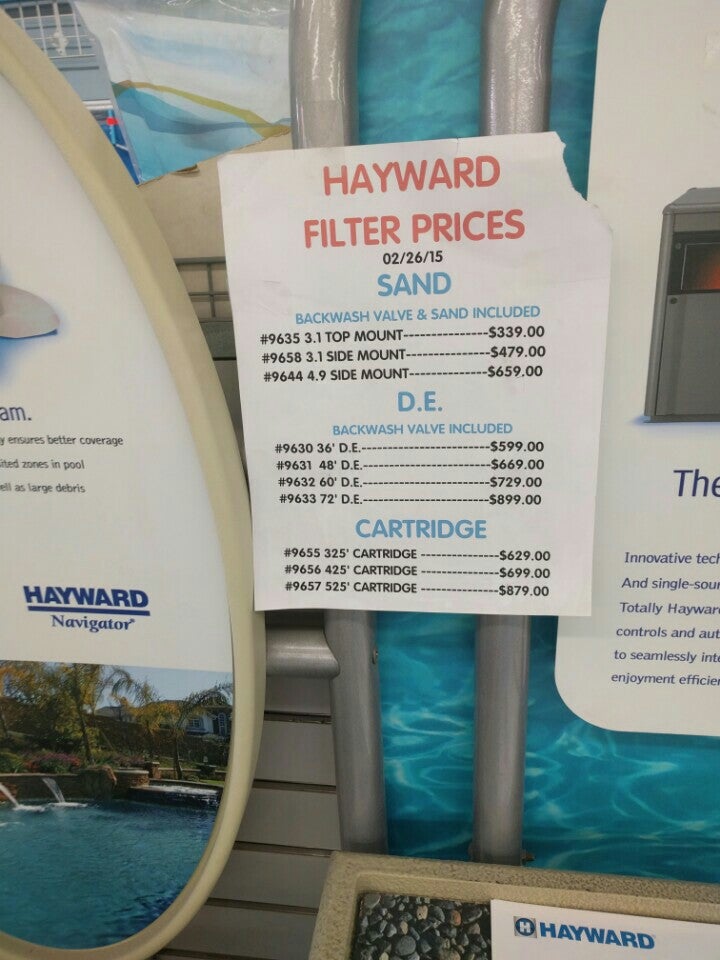 HAYWARD
FILTER PRICES
02/26/15
SAND
BACKWASH VALVE & SAND INCLUDED
#9635 3.1 TOP MOUNT----------------$339.00
#9658 3.1 SIDE MOUNT---------------$479.00
#9644 4.9 SIDE MOUNT---------------$659.00
D.E.
BACKWASH VALVE INCLUDED
#9630 36' D.E.-------------------------$599.00
#9631 48' D.E.-------------------------$669.00
#9632 60' D.E.-------------------------$729.00
#9633 72' D.E.-------------------------$899.00
CARTRIDGE
#9655 325' CARTRIDGE ---------------$629.00
#9656 425' CARTRIDGE ---------------$699.00
#9657 525' CARTRIDGE ---------------$879.00
am.
y ensures better coverage
ited zones in pool
ell as large debris
HAYWARD
Navigator
The
Innovative tech
And single-sour
Totally Haywar
controls and aut
to seamlessly inte
enjoyment efficie
HAYWARD